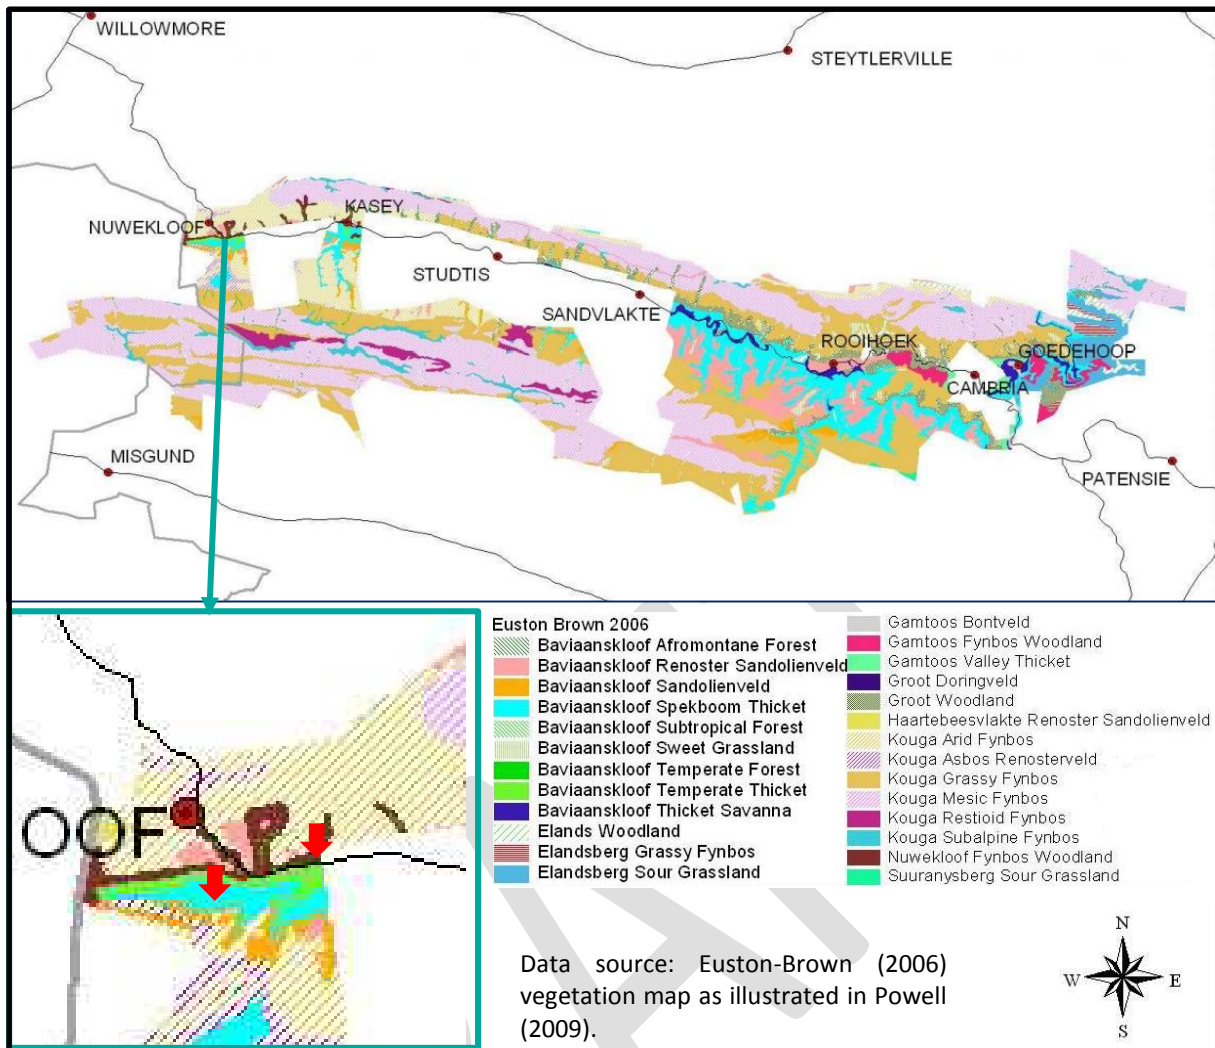 WILLOWMORE
STEYTLERVILLE
KASEY
NUWEKLOOF
STUDTIS
SANDVLAKTE
ROOIHOEK
GOEDEHOOP
CAMBRIA
MISGUND
PATENSIE
OOF
Euston Brown 2006
Baviaanskloof Afromontane Forest
Baviaanskloof Renoster Sandolienveld
Baviaanskloof Sandolienveld
Baviaanskloof Spekboom Thicket
Baviaanskloof Subtropical Forest
Baviaanskloof Sweet Grassland
Baviaanskloof Temperate Forest
Baviaanskloof Temperate Thicket
Baviaanskloof Thicket Savanna
Elands Woodland
Elandsberg Grassy Fynbos
Elandsberg Sour Grassland
Gamtoos Bontveld
Gamtoos Fynbos Woodland
Gamtoos Valley Thicket
Groot Doringveld
Groot Woodland
Haartebeesvlakte Renoster Sandolienveld
Kouga Arid Fynbos
Kouga Asbos Renosterveld
Kouga Grassy Fynbos
Kouga Mesic Fynbos
Kouga Restioid Fynbos
Kouga Subalpine Fynbos
Nuwekloof Fynbos Woodland
Suuranysberg Sour Grassland
Data source: Euston-Brown (2006)
vegetation map as illustrated in Powell
(2009).
N
W E
S